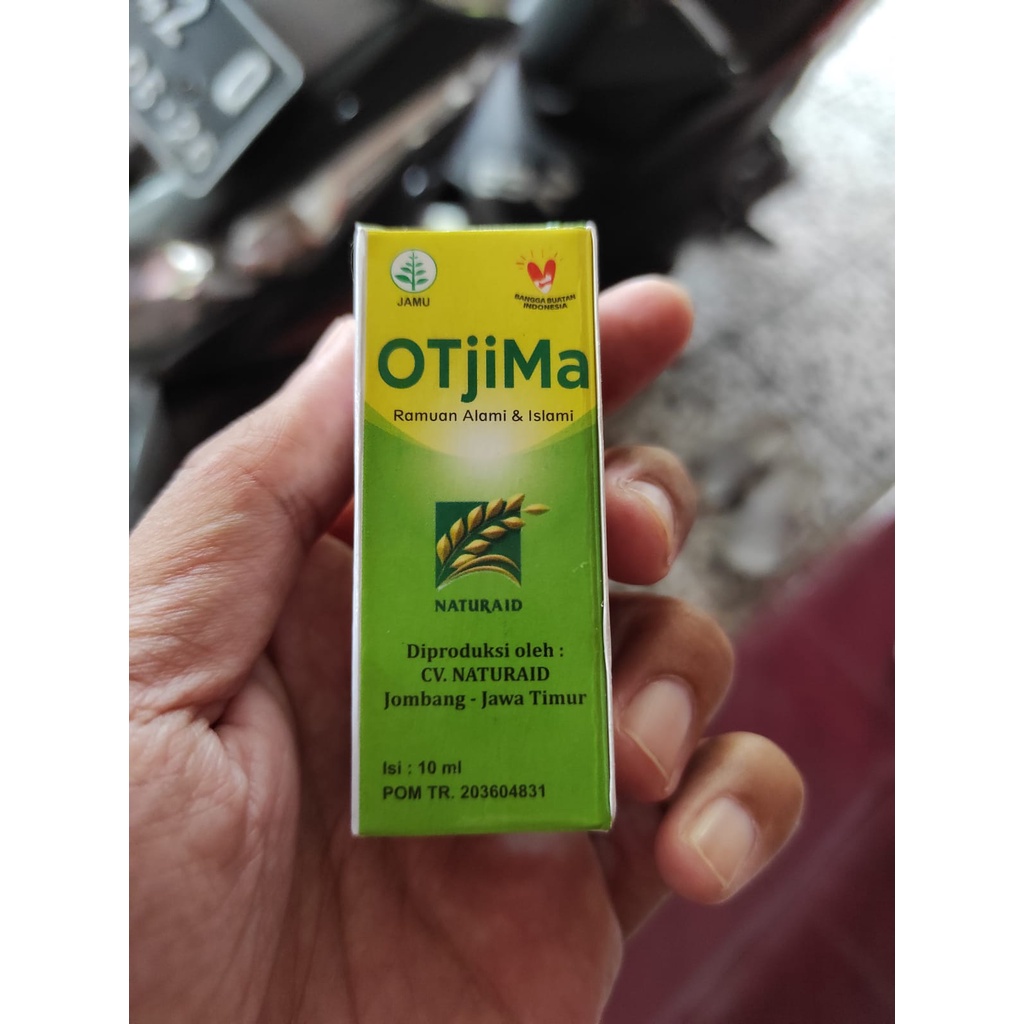 JAMU
BANGGA BUATAN
INDONESIA
OTjiMa
Ramuan Alami & Islami
NATURAID
Diproduksi oleh :
CV. NATURAID
Jombang - Jawa Timur
Isi : 10 ml
POM TR. 203604831